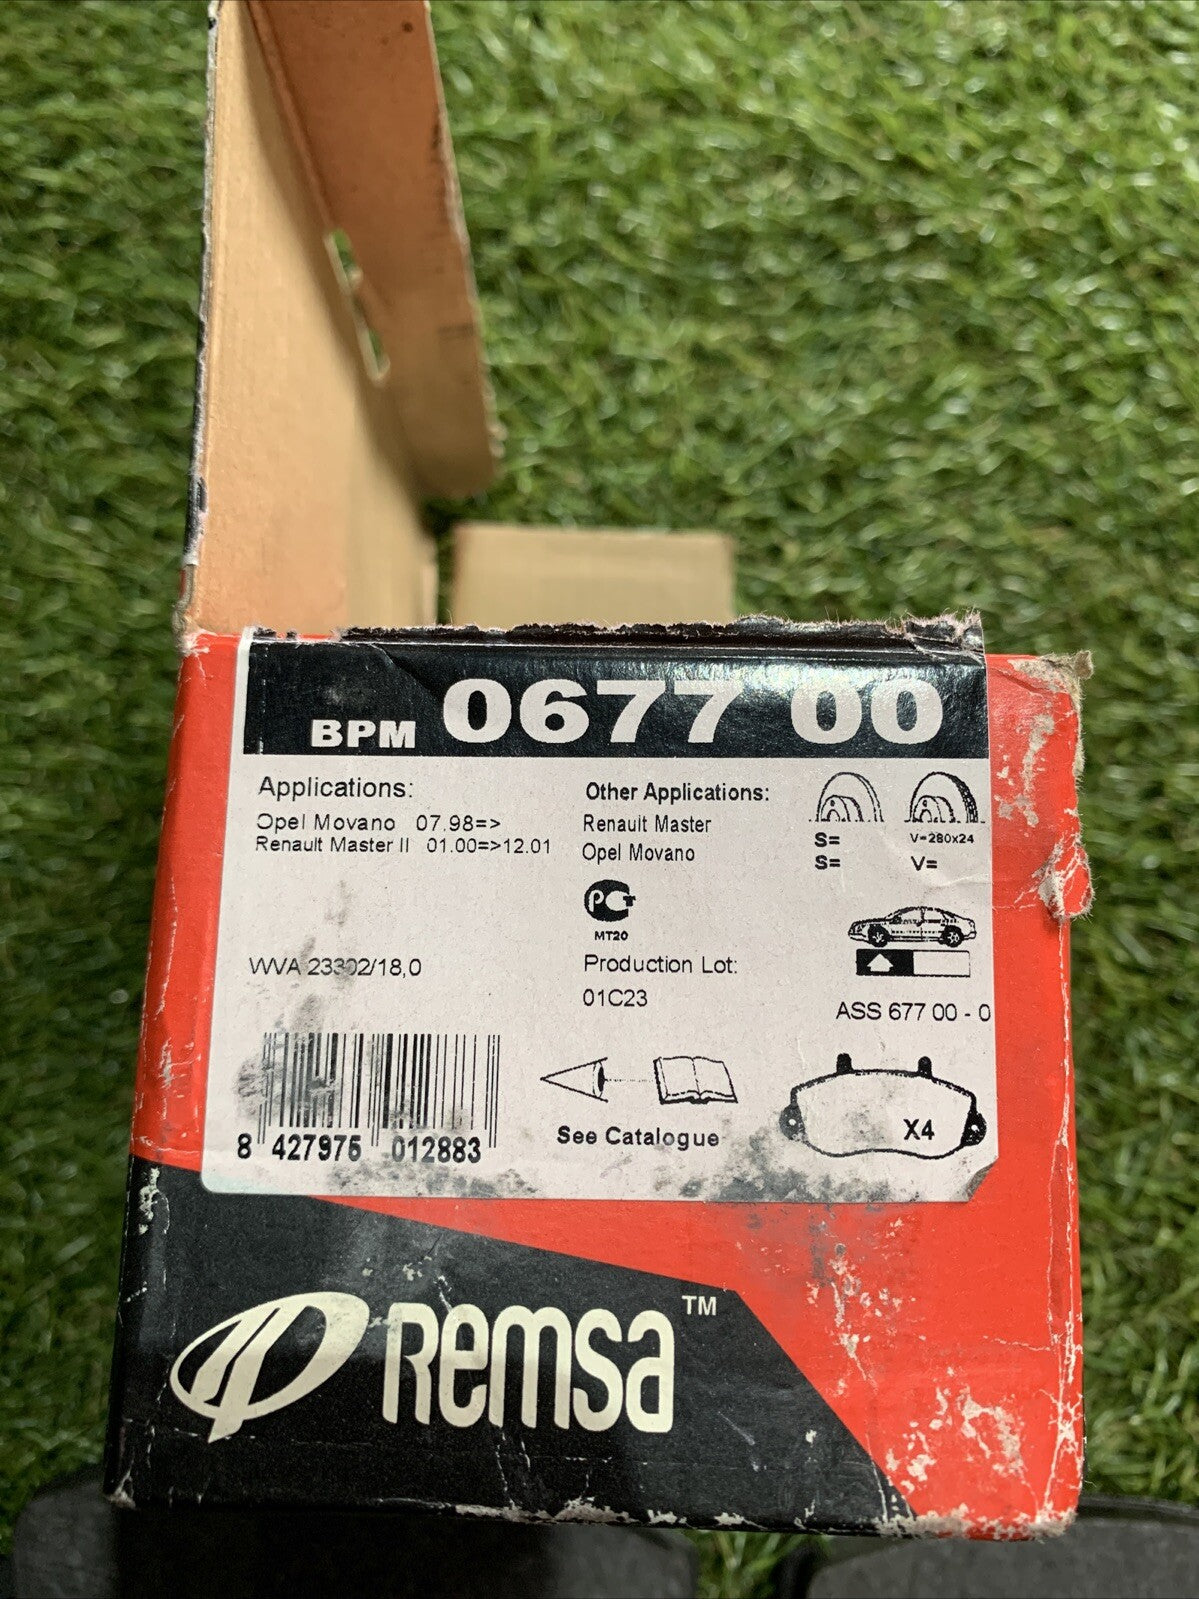 BPM 0677 00
Applications:
Opel Movano 07.98=>
Renault Master II 01.00=>12.01
WVA 23302/18,0
8 427975 012883
Other Applications:
Renault Master
Opel Movano
PCT
MT20
Production Lot:
01C23
See Catalogue
S= V=280x24
S= V=
ASS 677 00 - 0
X4
Remsa™